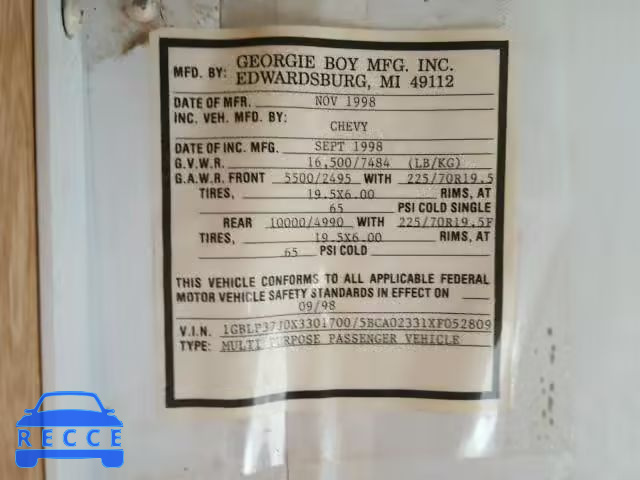 MFD. BY: GEORGIE BOY MFG. INC.
EDWARDSBURG, MI 49112
DATE OF MFR. NOV 1998
INC. VEH. MFD. BY:
CHEVY
DATE OF INC. MFG. SEPT 1998
G.V.W.R. 16,500/7484 (LB/KG)
G.A.W.R. FRONT 5500/2495 WITH 225/70R19.5
TIRES, 19.5X6.00 RIMS, AT
65 PSI COLD SINGLE
REAR 10000/4990 WITH 225/70R19.5F
TIRES, 19.5X6.00 RIMS, AT
65 PSI COLD
THIS VEHICLE CONFORMS TO ALL APPLICABLE FEDERAL
MOTOR VEHICLE SAFETY STANDARDS IN EFFECT ON
09/98
V.I.N. 1GBLP37J0X3301700/5BCA02331XF052809
TYPE: MULTI PURPOSE PASSENGER VEHICLE
RECCE